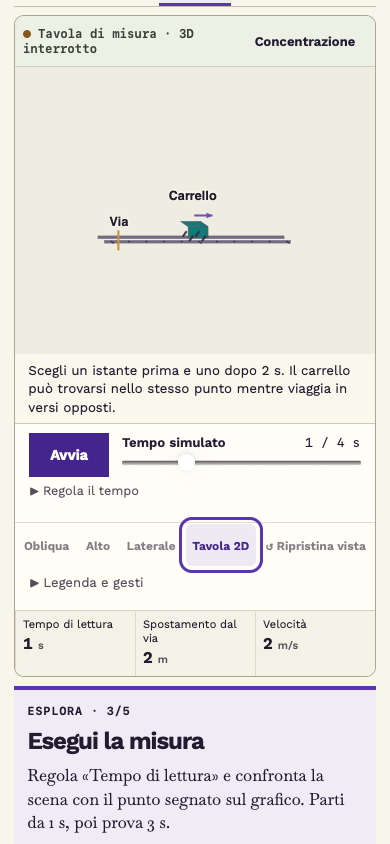 Tavola di misura · 3D
interrotto
Concentrazione
Carrello
Via
Scegli un istante prima e uno dopo 2 s. Il carrello
può trovarsi nello stesso punto mentre viaggia in
versi opposti.
Avvia
Tempo simulato 1 / 4 s
▶ Regola il tempo
Obliqua Alto Laterale Tavola 2D ↺ Ripristina vista
▶ Legenda e gesti
Tempo di lettura
1 s
Spostamento dal
via
2 m
Velocità
2 m/s
ESPLORA · 3/5
Esegui la misura
Regola «Tempo di lettura» e confronta la
scena con il punto segnato sul grafico. Parti
da 1 s, poi prova 3 s.